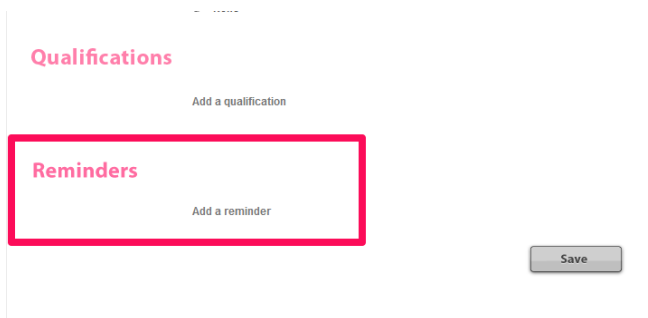 Qualifications
Add a qualification
Reminders
Add a reminder
Save